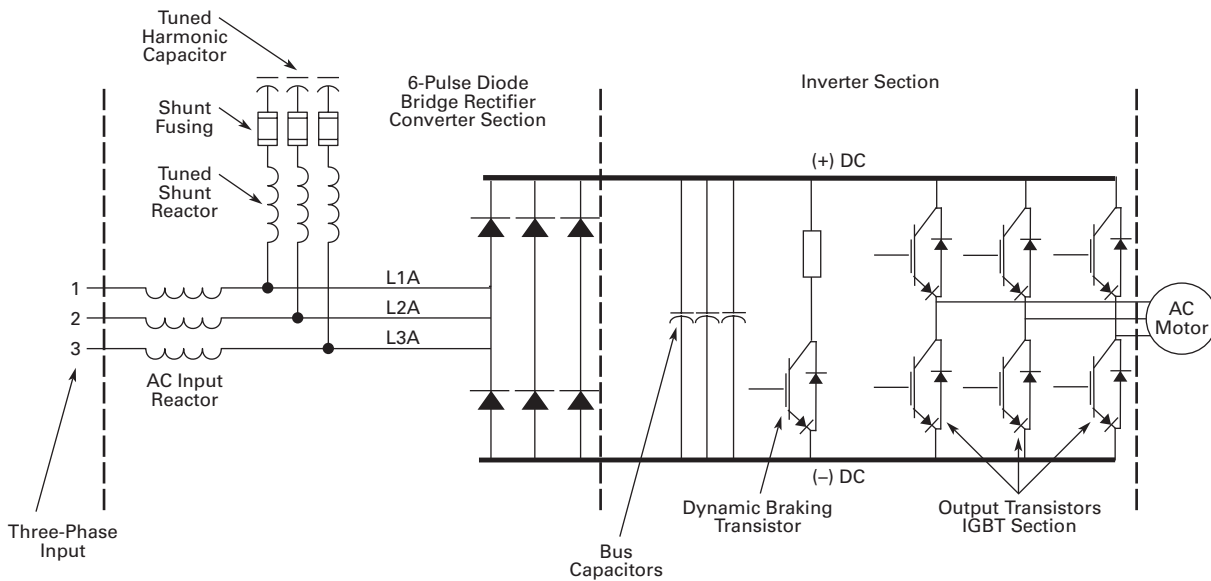 Tuned
Harmonic
Capacitor
Shunt
Fusing
Tuned
Shunt
Reactor
6-Pulse Diode
Bridge Rectifier
Converter Section
Inverter Section
(+) DC
1
2
3
L1A
L2A
L3A
AC Input
Reactor
AC
Motor
(–) DC
Three-Phase
Input
Bus
Capacitors
Dynamic Braking
Transistor
Output Transistors
IGBT Section